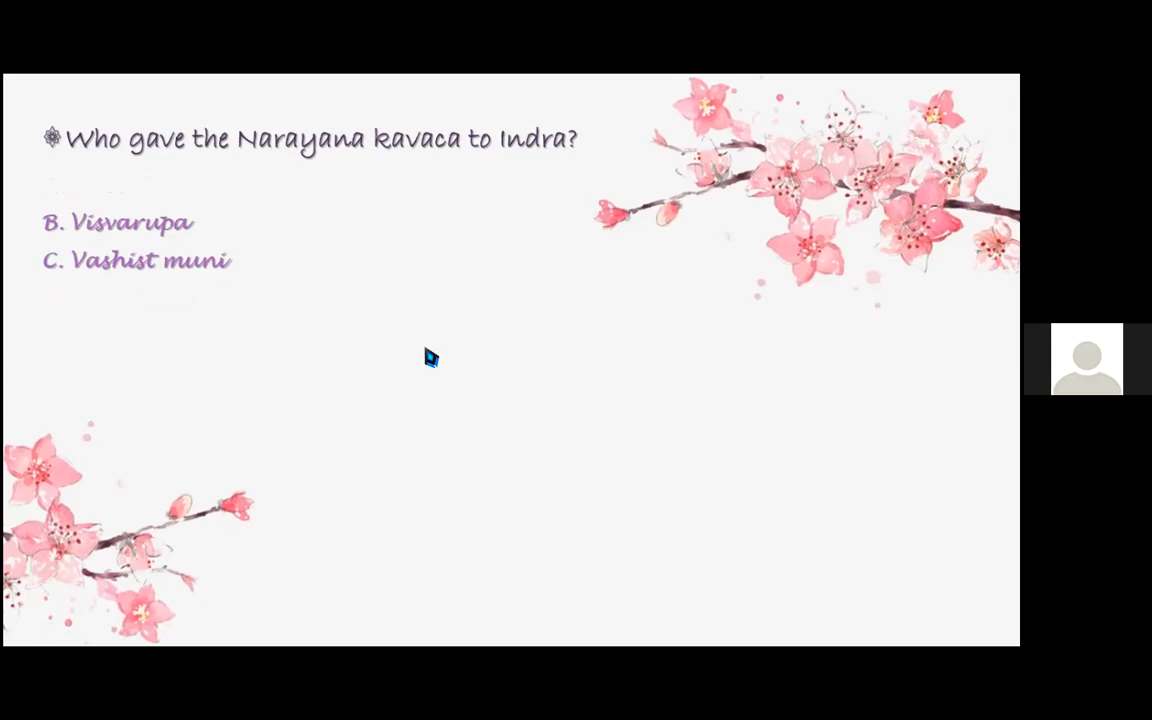 Who gave the Narayana kavaca to Indra?
B. Visvarupa
C. Vashist muni